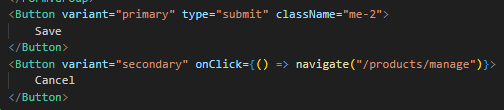 </FormGroup>
<Button variant="primary" type="submit" className="me-2">
    Save
</Button>
<Button variant="secondary" onClick={() => navigate("/products/manage")}>
    Cancel
</Button>